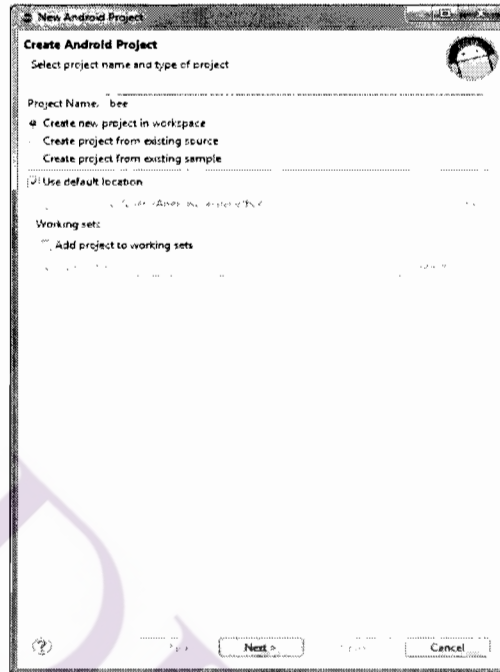 New Android Project
Create Android Project
Select project name and type of project
Project Name: bee
Create new project in workspace
Create project from existing source
Create project from existing sample
Use default location
Working sets
Add project to working sets
Next >
Cancel